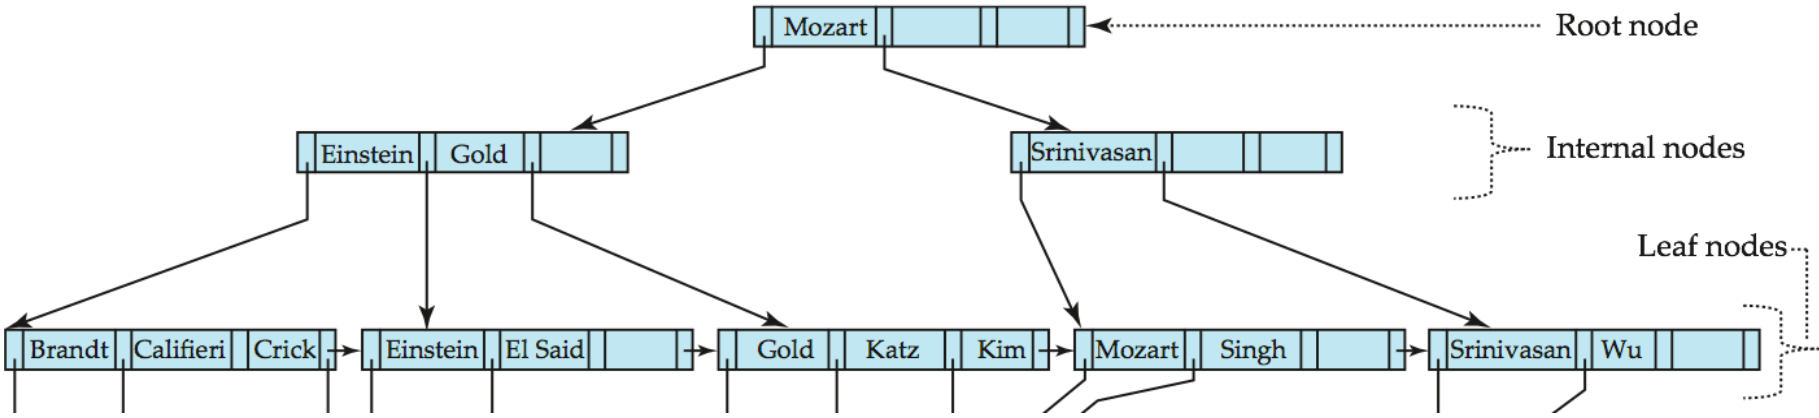 Mozart
Root node
Einstein Gold
Srinivasan
Internal nodes
Leaf nodes
Brandt Califieri Crick Einstein El Said Gold Katz Kim Mozart Singh Srinivasan Wu